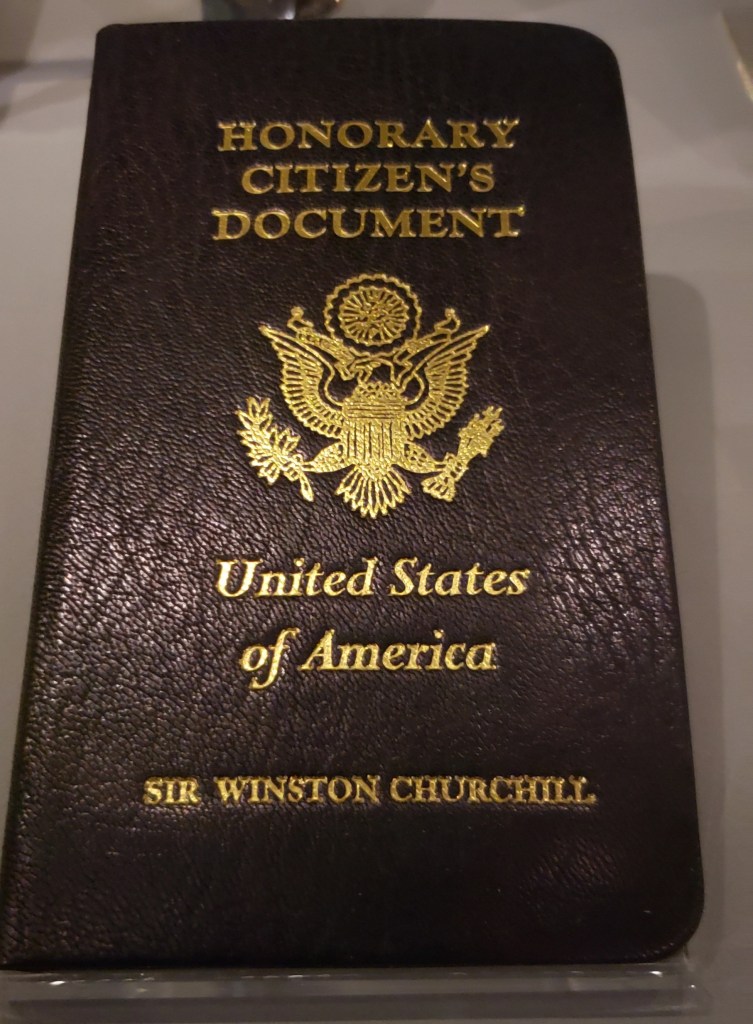 HONORARY
CITIZEN'S
DOCUMENT
United States
of America
SIR WINSTON CHURCHILL